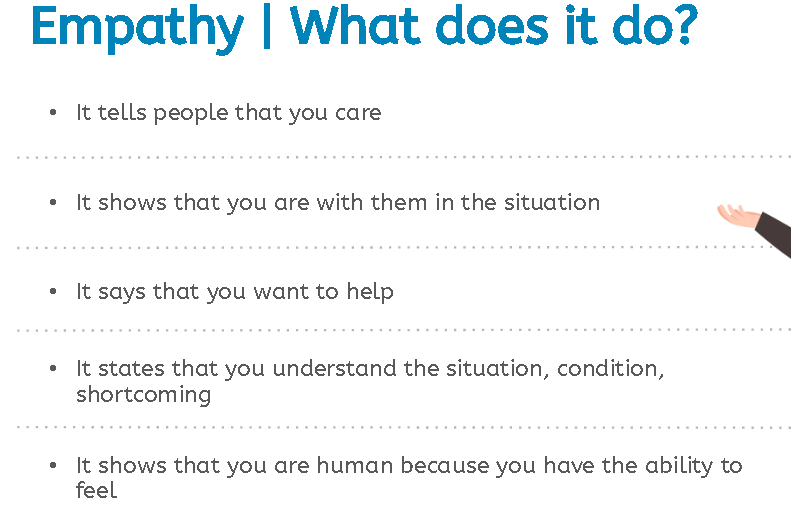 Empathy | What does it do?
• It tells people that you care
• It shows that you are with them in the situation
• It says that you want to help
• It states that you understand the situation, condition,
shortcoming
• It shows that you are human because you have the ability to
feel